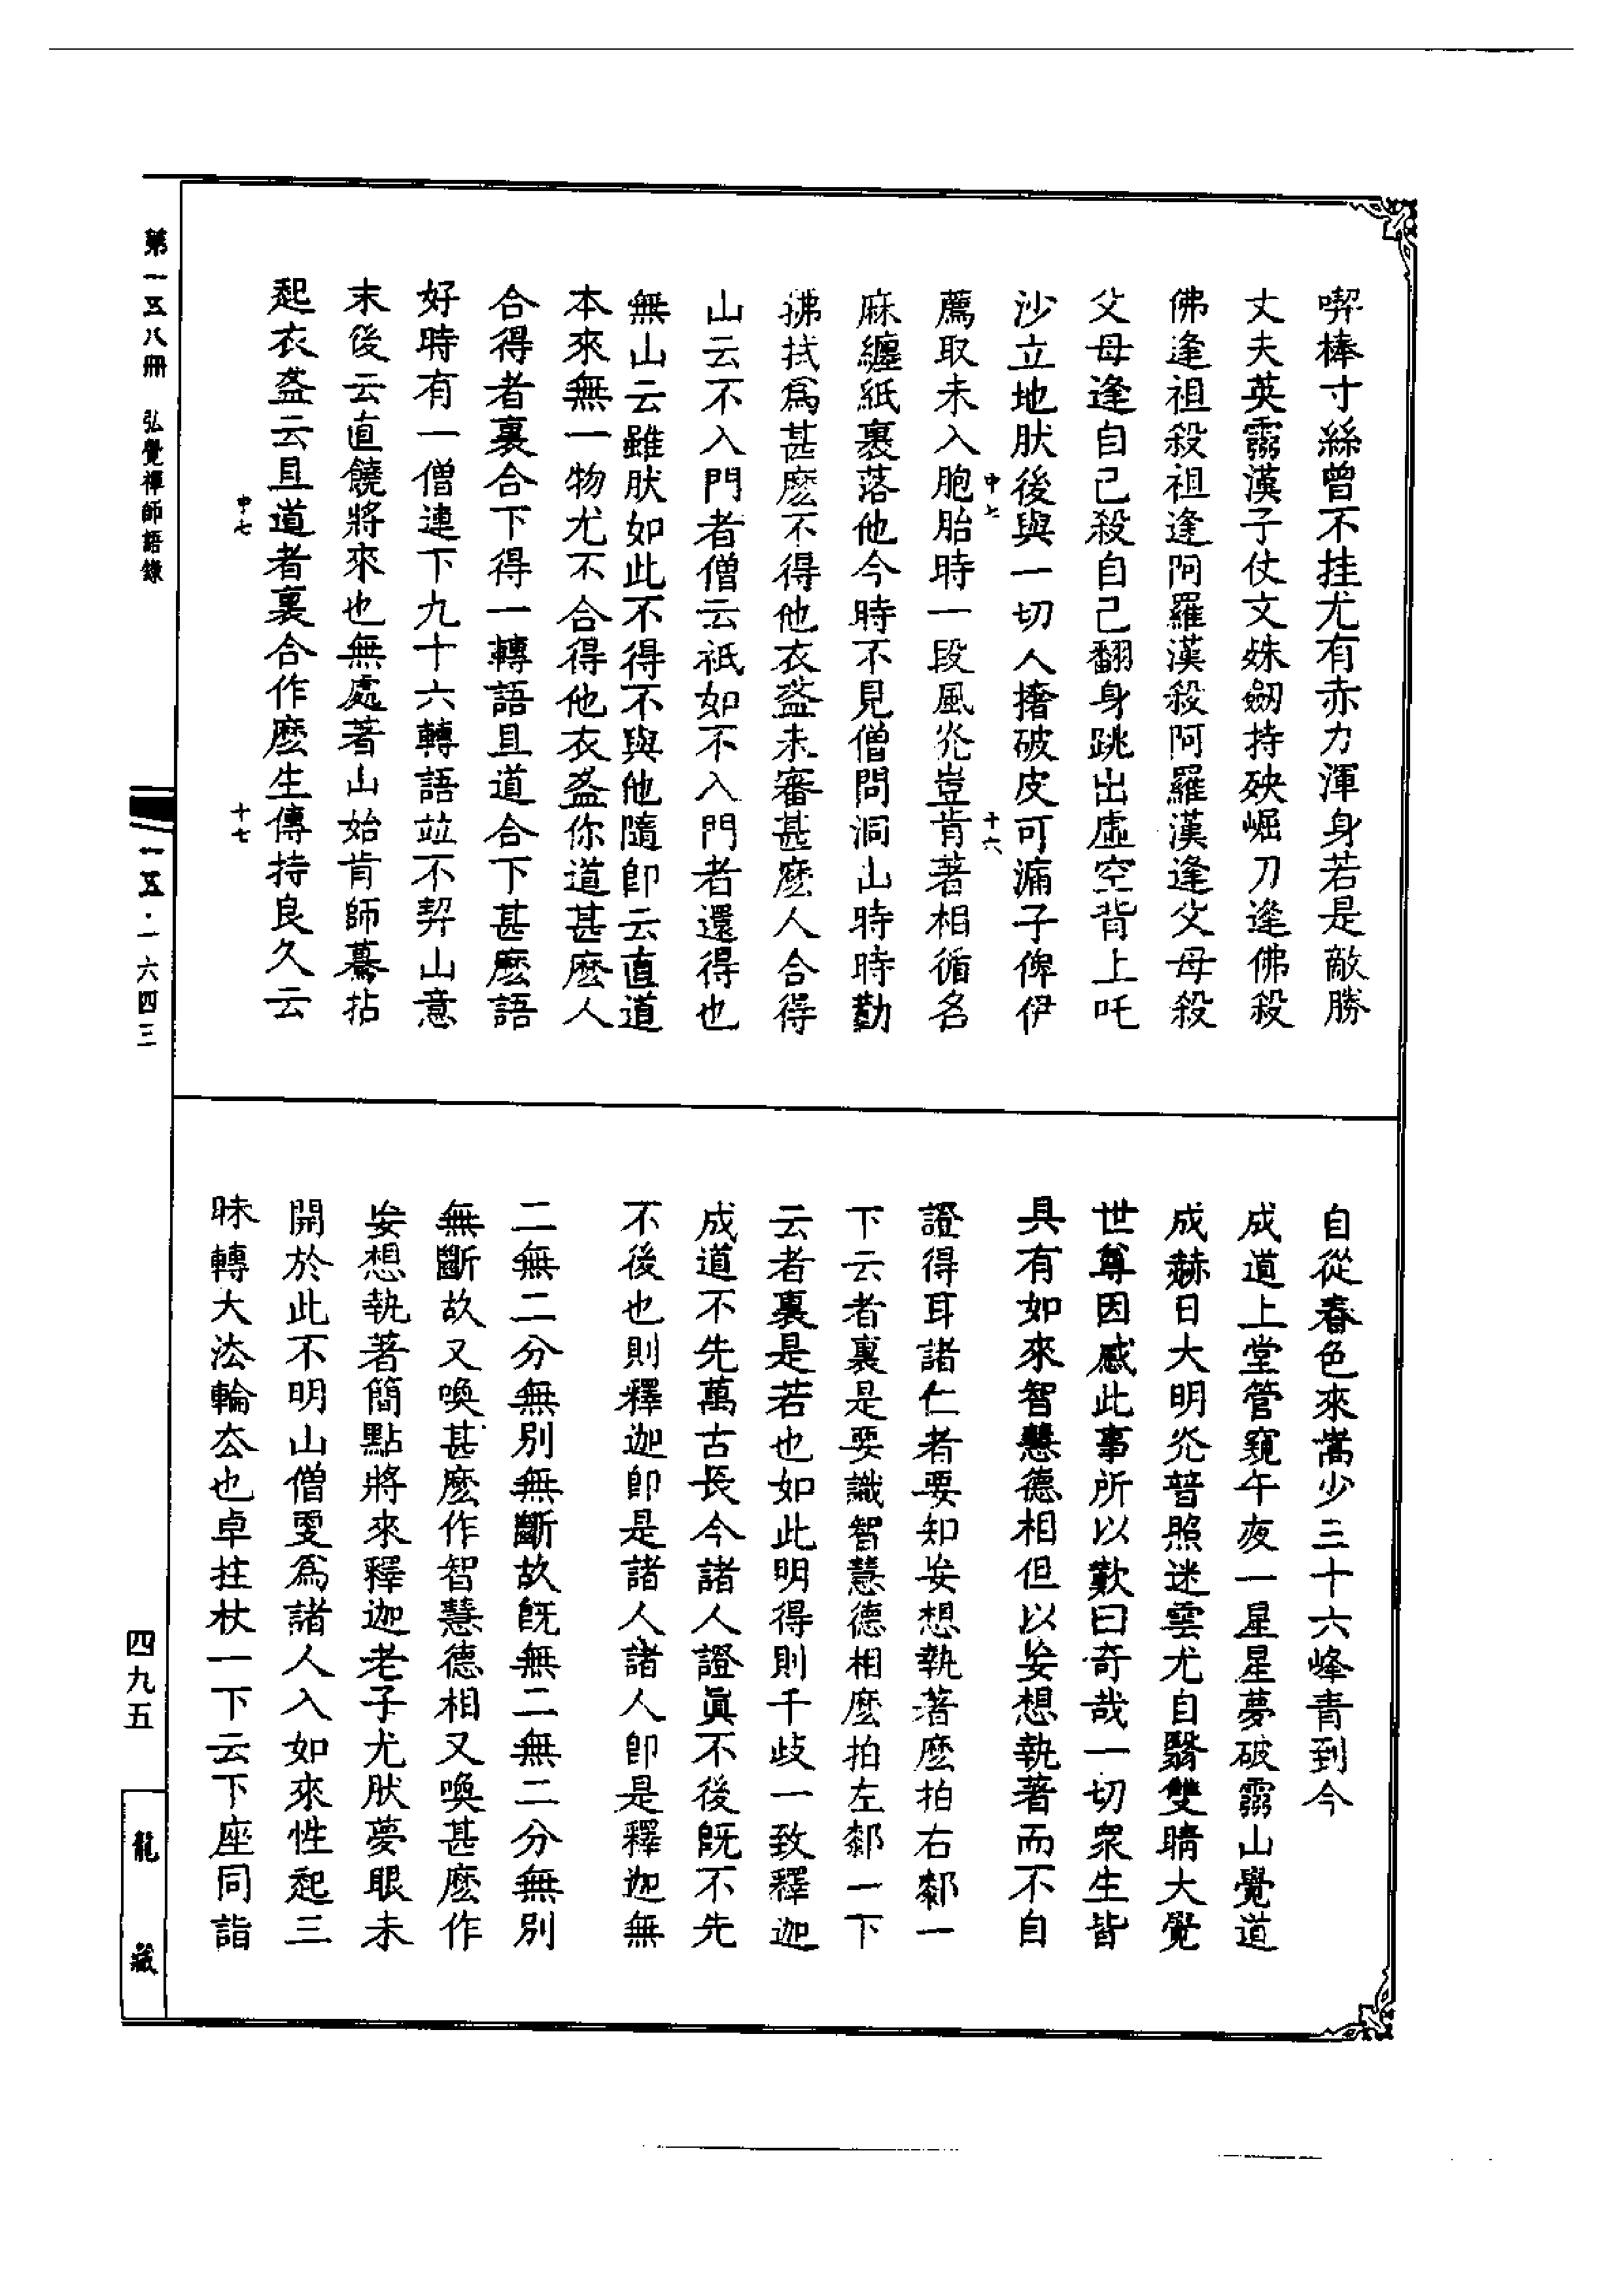 喫棒寸絲曾不挂尤有赤力渾身若是敵勝
丈夫英靈漢子仗文姝劒持殃崛刀逢佛殺
佛逢祖殺祖逢阿羅漢殺阿羅漢逢父母殺
父母逢自己殺自己翻身跳出虛空背上吒
沙立地肰後與一切人㨋破皮可漏子俾伊
中七
十六
薦取未入胞胎時一段風光豈肯著相循名
麻纏紙裹落他今時不見僧問洞山時時勤
拂拭爲甚麽不得他衣盋未審甚麽人合得
山云不入門者僧云祇如不入門者還得也
無山云雖肰如此不得不與他隨卽云直道
本來無一物尤不合得他衣盋你道甚麽人
合得者裏合下得一轉語且道合下甚麽語
好時有一僧連下九十六轉語竝不契山意
末後云直饒將來也無處著山始肯師驀拈
起衣盋云且道者裏合作麽生傳持良久云
中七
十七
自從春色來嵩少三十六峰青到今
成道上堂管窺午夜一星星夢破靈山覺道
成赫日大明光普照迷雲尤自翳雙睛大覺
世尊因感此事所以歎曰奇哉一切衆生皆
具有如來智慧德相但以妄想執著而不自
證得耳諸仁者要知妄想執著麽拍右䣛一
下云者裏是要識智慧德相麽拍左䣛一下
云者裏是若也如此明得則千歧一致釋迦
成道不先萬古長今諸人證眞不後旣不先
不後也則釋迦卽是諸人諸人卽是釋迦無
二無二分無別無斷故旣無二無二分無別
無斷故又喚甚麽作智慧德相又喚甚麽作
妄想執著簡點將來釋迦老子尤肰夢眼未
開於此不明山僧更爲諸人入如來性起三
昧轉大法輪厺也卓拄杖一下云下座同詣
第一五八冊 弘覺禪師語錄
一五·一六四三
四九五
龍藏